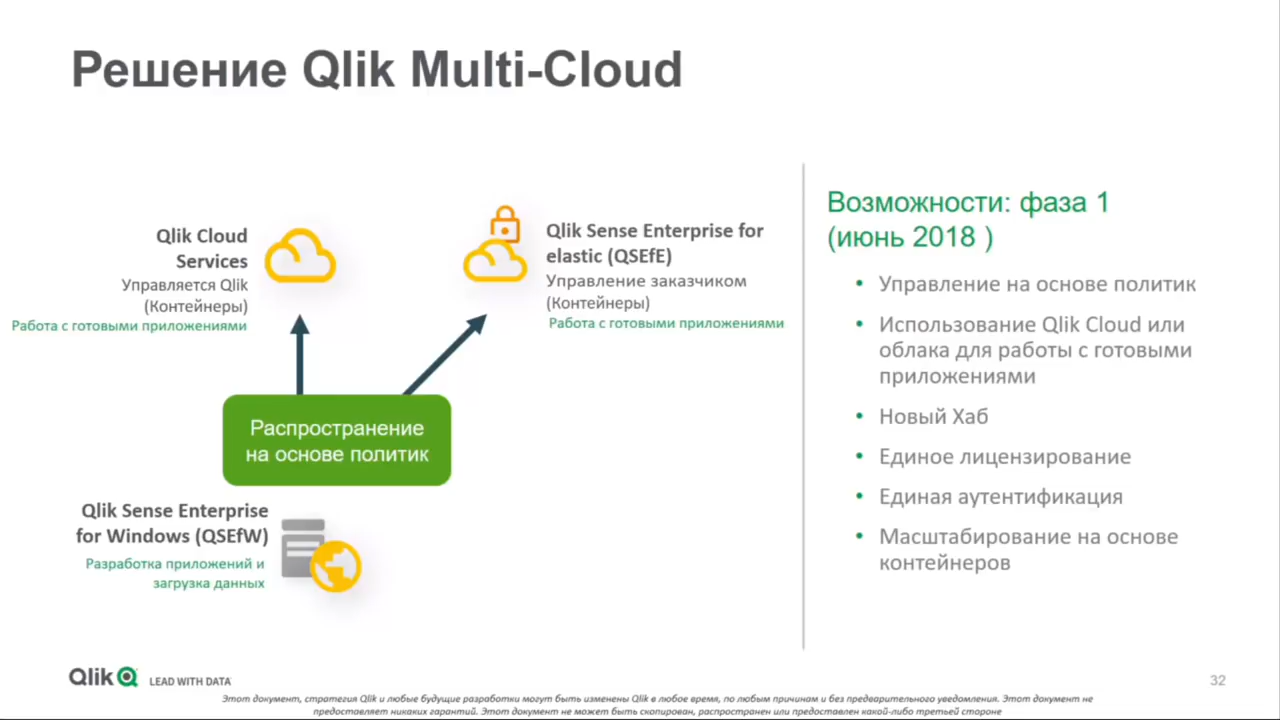 Решение Qlik Multi-Cloud
Qlik Cloud
Services
Управляется Qlik
(Контейнеры)
Работа с готовыми приложениями
Qlik Sense Enterprise for
elastic (QSEfE)
Управление заказчиком
(Контейнеры)
Работа с готовыми приложениями
Распространение
на основе политик
Qlik Sense Enterprise
for Windows (QSEfW)
Разработка приложений и
загрузка данных
Возможности: фаза 1
(июнь 2018 )
• Управление на основе политик
• Использование Qlik Cloud или
облака для работы с готовыми
приложениями
• Новый Хаб
• Единое лицензирование
• Единая аутентификация
• Масштабирование на основе
контейнеров
Qlik LEAD WITH DATA
32
Этот документ, стратегия Qlik и любые будущие разработки могут быть изменены Qlik в любое время, по любым причинам и без предварительного уведомления. Этот документ не
предоставляет никаких гарантий. Этот документ не может быть скопирован, распространен или предоставлен какой-либо третьей стороне